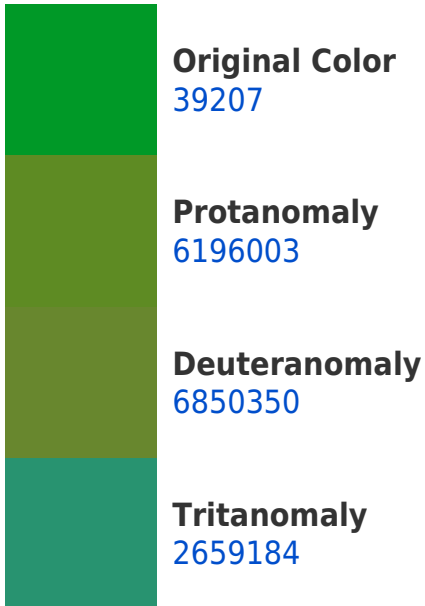 Original Color
39207
Protanomaly
6196003
Deuteranomaly
6850350
Tritanomaly
2659184